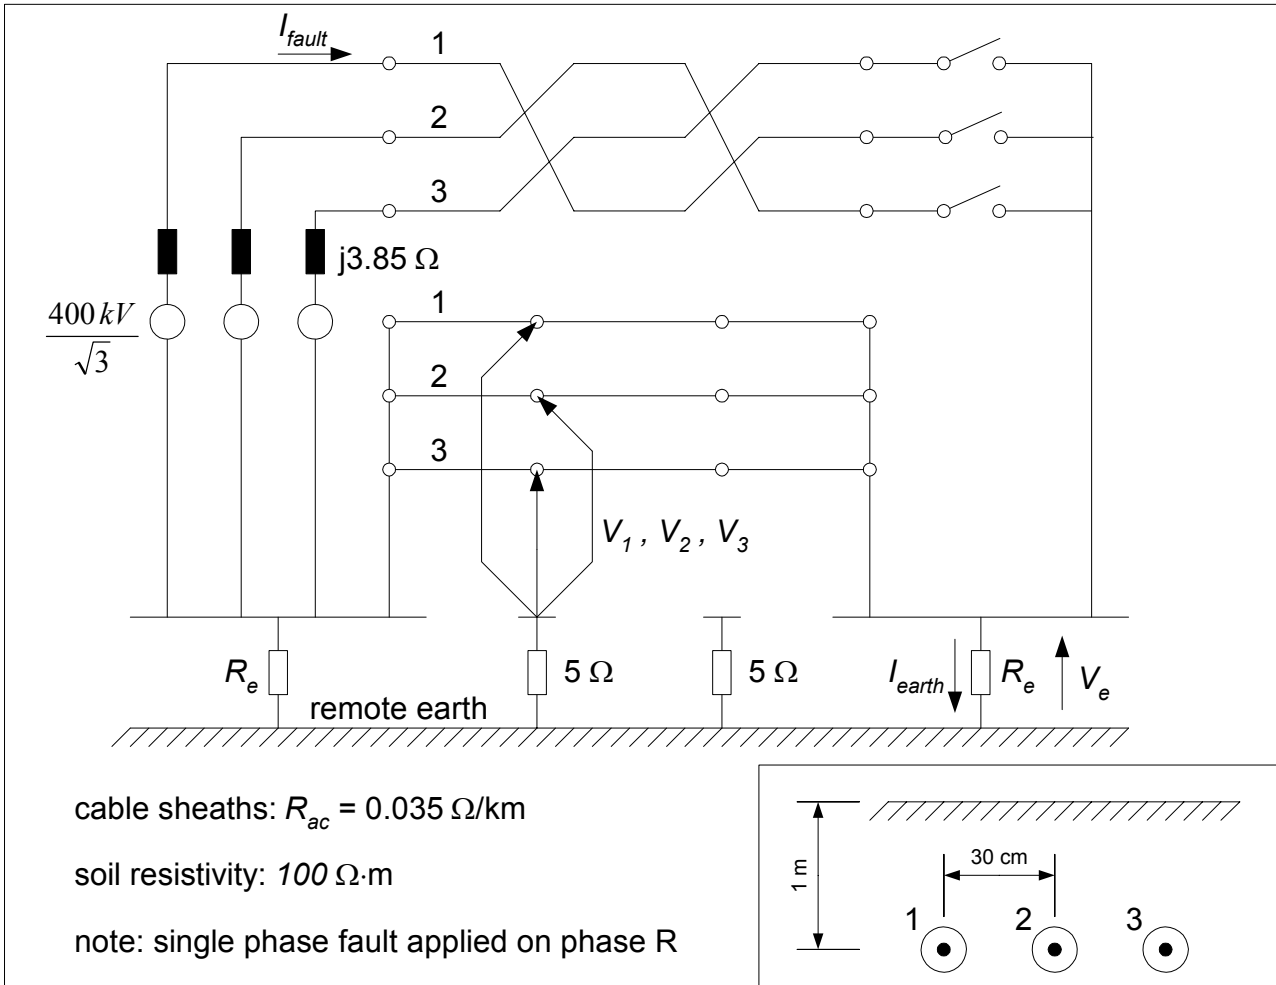 I_fault
1
2
3
j3.85 Ω
400 kV
√3
1
2
3
V_1 , V_2 , V_3
R_e
5 Ω
5 Ω
I_earth
R_e
V_e
remote earth
cable sheaths: R_ac = 0.035 Ω/km
soil resistivity: 100 Ω·m
note: single phase fault applied on phase R
1 m
30 cm
1
2
3